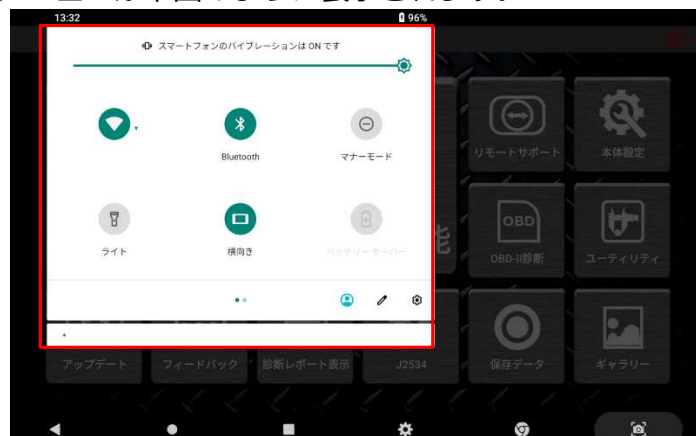 13:32 96%
スマートフォンのバイブレーションは ON です
Bluetooth マナーモード
ライト 横向き バッテリー セーバー
リモートサポート 本体設定
能
OBD
OBD-II診断 ユーティリティ
アップデート フィードバック 診断レポート表示 J2534 保存データ ギャラリー